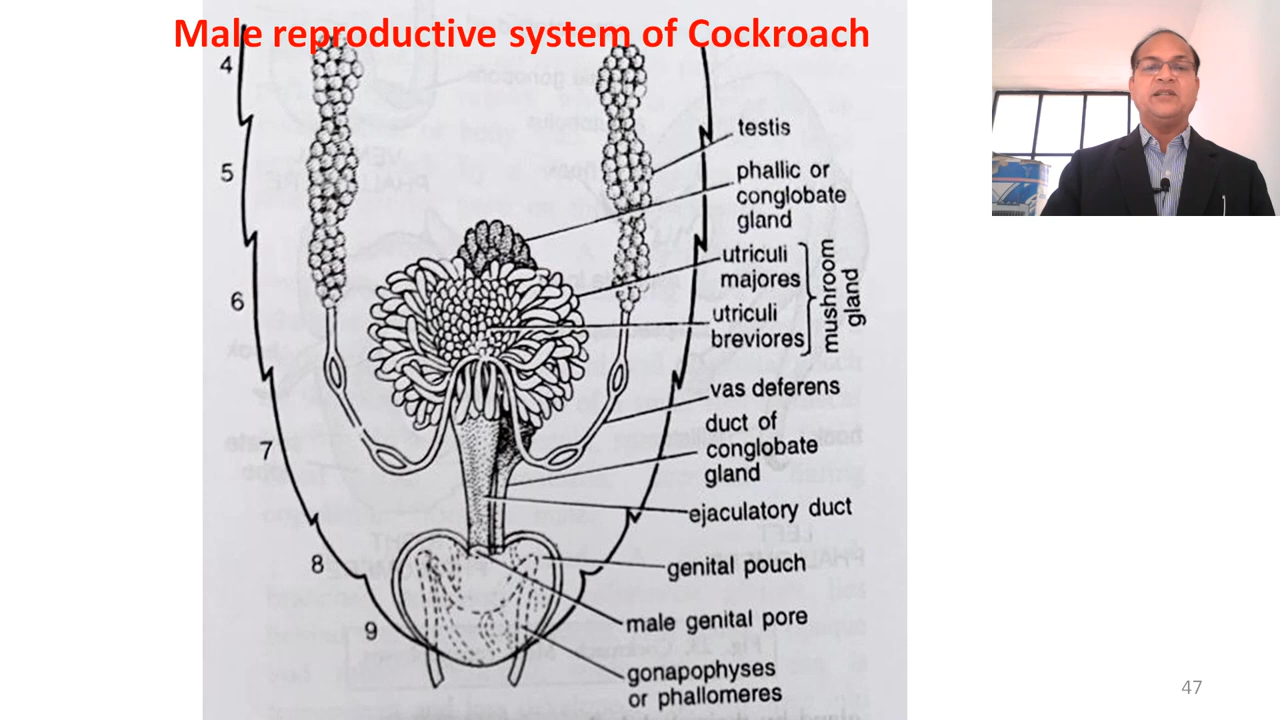 Male reproductive system of Cockroach
4
5
6
7
8
9
testis
phallic or
conglobate
gland
utriculi
majores
utriculi
breviores
mushroom
gland
vas deferens
duct of
conglobate
gland
ejaculatory duct
genital pouch
male genital pore
gonapophyses
or phallomeres
47